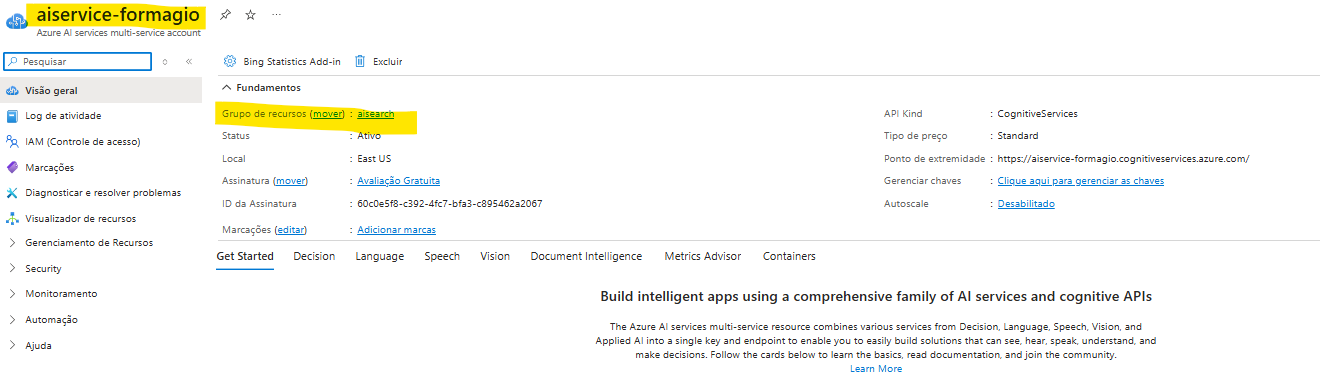 aiservice-formagio
Azure AI services multi-service account
Pesquisar
Visão geral
Log de atividade
IAM (Controle de acesso)
Marcações
Diagnosticar e resolver problemas
Visualizador de recursos
Gerenciamento de Recursos
Security
Monitoramento
Automação
Ajuda
Bing Statistics Add-in Excluir
Fundamentos
Grupo de recursos (mover) : aisearch
Status : Ativo
Local : East US
Assinatura (mover) : Avaliação Gratuita
ID da Assinatura : 60c0e5f8-c392-4fc7-bfa3-c895462a2067
Marcações (editar) : Adicionar marcas
API Kind : CognitiveServices
Tipo de preço : Standard
Ponto de extremidade : https://aiservice-formagio.cognitiveservices.azure.com/
Gerenciar chaves : Clique aqui para gerenciar as chaves
Autoscale : Desabilitado
Get Started Decision Language Speech Vision Document Intelligence Metrics Advisor Containers
Build intelligent apps using a comprehensive family of AI services and cognitive APIs
The Azure AI services multi-service resource combines various services from Decision, Language, Speech, Vision, and
Applied AI into a single key and endpoint to enable you to easily build solutions that can see, hear, speak, understand, and
make decisions. Follow the cards below to learn the basics, read documentation, and join the community.
Learn More